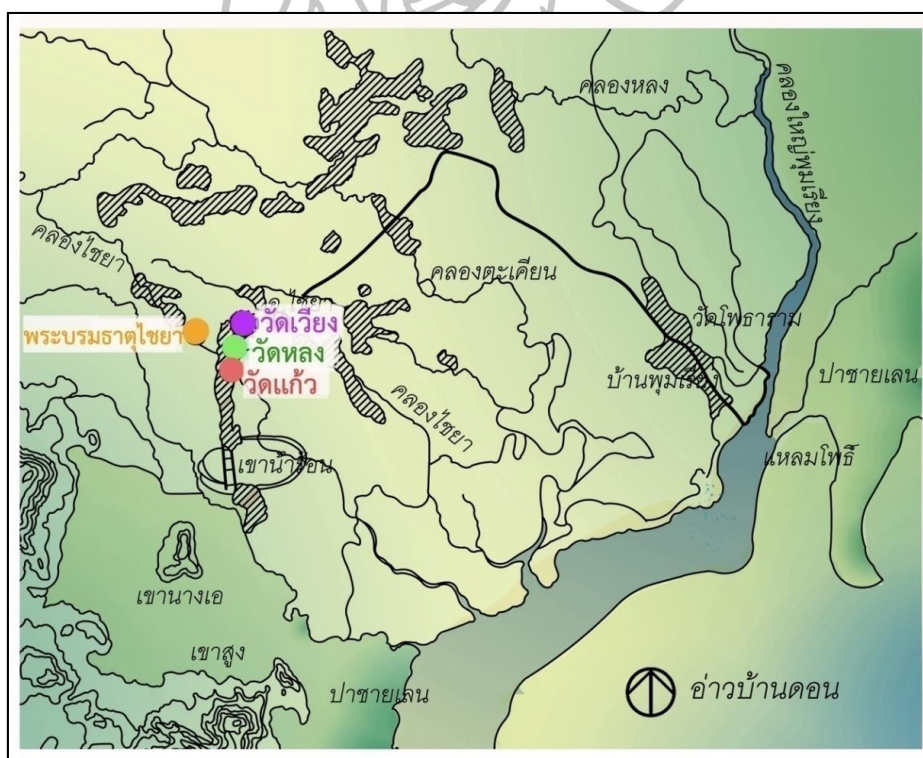 คลองหลง
คลองใหญ่พุมเรียง
คลองไชยา
คลองตะเคียน
อ.ไชยา
วัดเวียง
พระบรมธาตุไชยา
วัดหลง
วัดแก้ว
วัดโพธาราม
บ้านพุมเรียง
ป่าชายเลน
คลองไชยา
เขาน้ำร้อน
แหลมโพธิ์
เขานางเอ
เขาสูง
ป่าชายเลน
อ่าวบ้านดอน